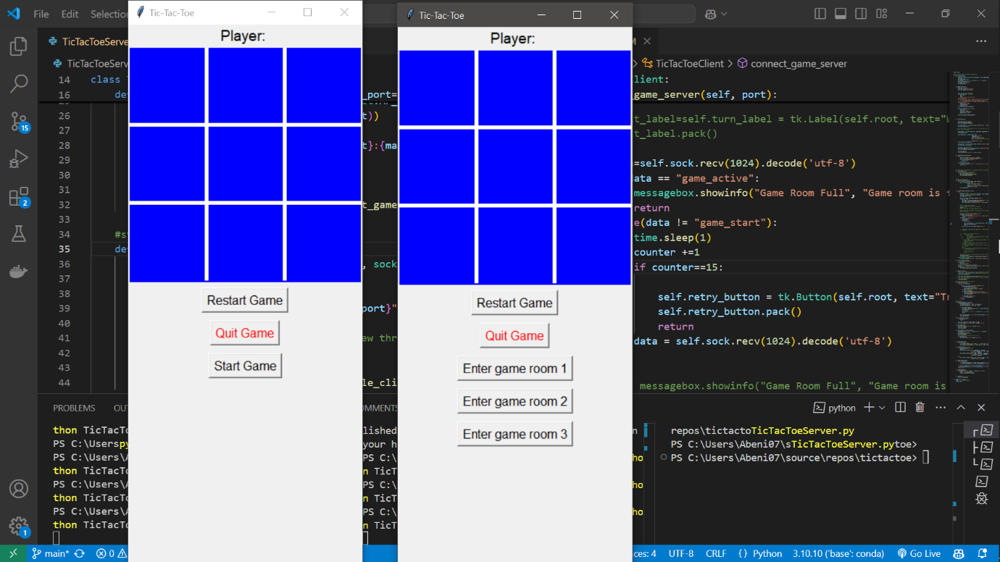 File Edit Selection
Tic-Tac-Toe
Tic-Tac-Toe
TicTacToeServ
TicTacToeServ
TicTacToeClient
connect_game_server
Player:
Restart Game
Quit Game
Start Game
Player:
Restart Game
Quit Game
Enter game room 1
Enter game room 2
Enter game room 3
14 class
16 de
26
27
28
29
30
31
32
33
34 #s
35 de
36
37
38
39
40
41
42
43
44
_port=
t))
t}:{ma
t_game
, sock
port}"
ew thr
le_cli
lient:
_game_server(self, port):
t_label=self.turn_label = tk.Label(self.root, text="W
t_label.pack()
=self.sock.recv(1024).decode('utf-8')
ata == "game_active":
messagebox.showinfo("Game Room Full", "Game room is f
return
e(data != "game_start"):
time.sleep(1)
counter +=1
if counter==15:
self.retry_button = tk.Button(self.root, text="Tr
self.retry_button.pack()
return
data = self.sock.recv(1024).decode('utf-8')
messagebox.showinfo("Game Room Full", "Game room is
PROBLEMS OU
OMMENTS
python
thon TicTacTo
PS C:\Userspy
PS C:\Users\A
thon TicTacTo
PS C:\Users\A
thon TicTacTo
PS C:\Users\A
thon TicTacTo
lished
your h
PS C:\
n TicT
PS C:\
n TicT
PS C:\
n TicT
n
ho
ho
ho
repos\tictactoTicTacToeServer.py
PS C:\Users\Abeni07\sTicTacToeServer.pytoe>
PS C:\Users\Abeni07\source\repos\tictactoe>
15
2
1
main* 0
ces: 4 UTF-8 CRLF {} Python 3.10.10 ('base': conda) Go Live